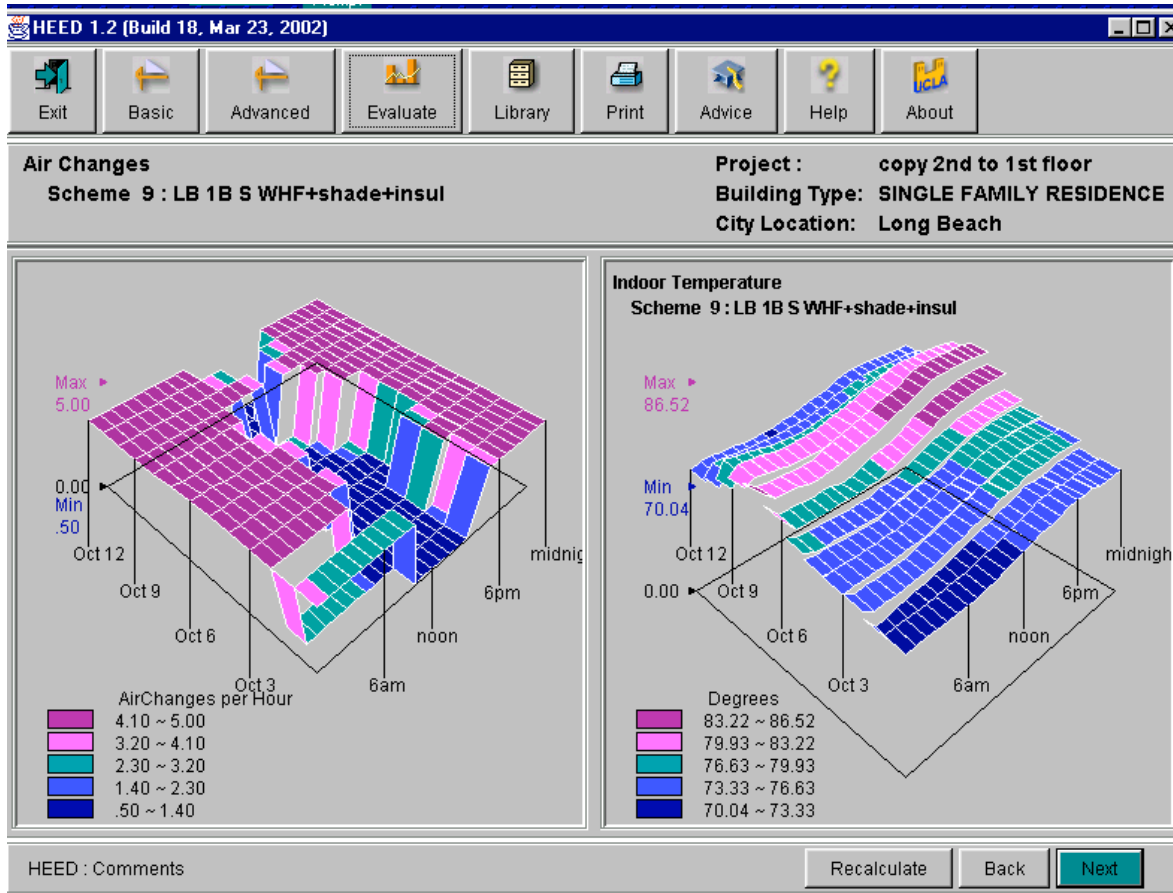 HEED 1.2 (Build 18, Mar 23, 2002)
Exit
Basic
Advanced
Evaluate
Library
Print
Advice
Help
UCLA
About
Air Changes
Scheme 9 : LB 1B S WHF+shade+insul
Project : copy 2nd to 1st floor
Building Type: SINGLE FAMILY RESIDENCE
City Location: Long Beach
Max
5.00
0.00
Min
.50
Oct 12
Oct 9
Oct 6
Oct 3
6am
noon
6pm
midnig
AirChanges per Hour
4.10 ~ 5.00
3.20 ~ 4.10
2.30 ~ 3.20
1.40 ~ 2.30
.50 ~ 1.40
Indoor Temperature
Scheme 9 : LB 1B S WHF+shade+insul
Max
86.52
Min
70.04
0.00
Oct 12
Oct 9
Oct 6
Oct 3
6am
noon
6pm
midnigh
Degrees
83.22 ~ 86.52
79.93 ~ 83.22
76.63 ~ 79.93
73.33 ~ 76.63
70.04 ~ 73.33
HEED : Comments
Recalculate
Back
Next